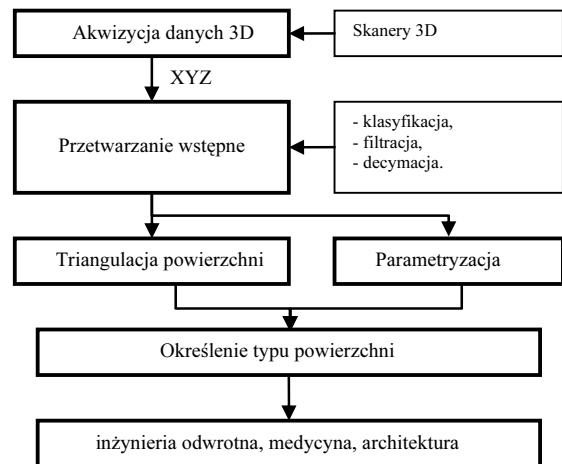 Akwizycja danych 3D
Skanery 3D
XYZ
Przetwarzanie wstępne
- klasyfikacja,
- filtracja,
- decymacja.
Triangulacja powierzchni
Parametryzacja
Określenie typu powierzchni
inżynieria odwrotna, medycyna, architektura